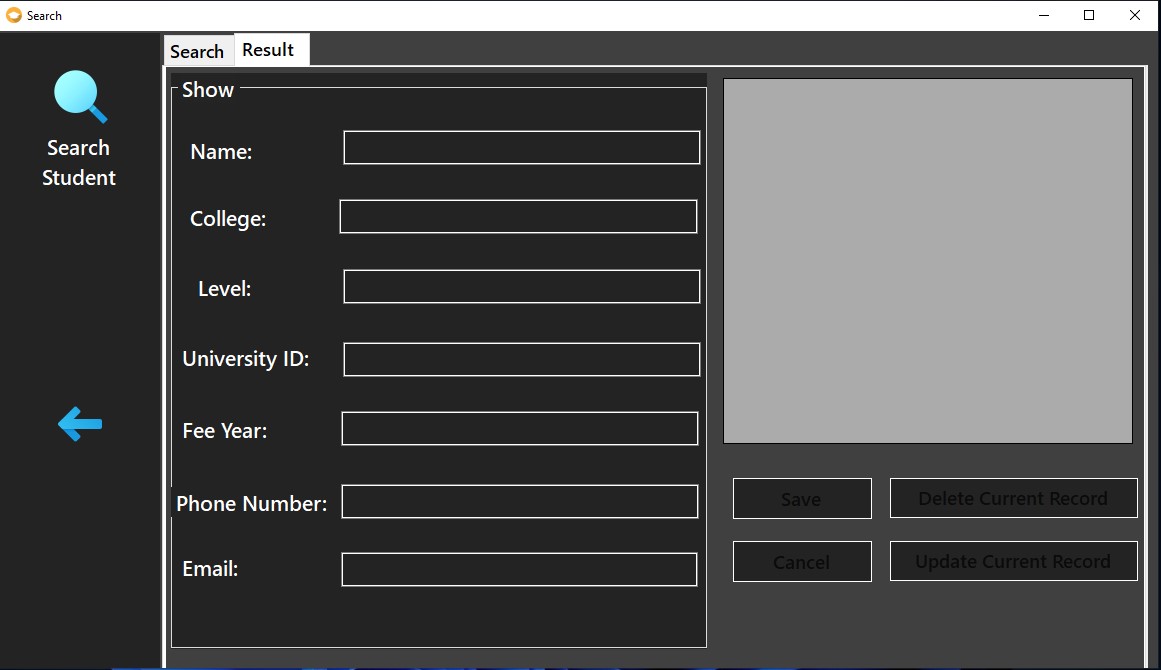 Search
Search
Student
Search
Result
Show
Name:
College:
Level:
University ID:
Fee Year:
Phone Number:
Email:
Save
Delete Current Record
Cancel
Update Current Record